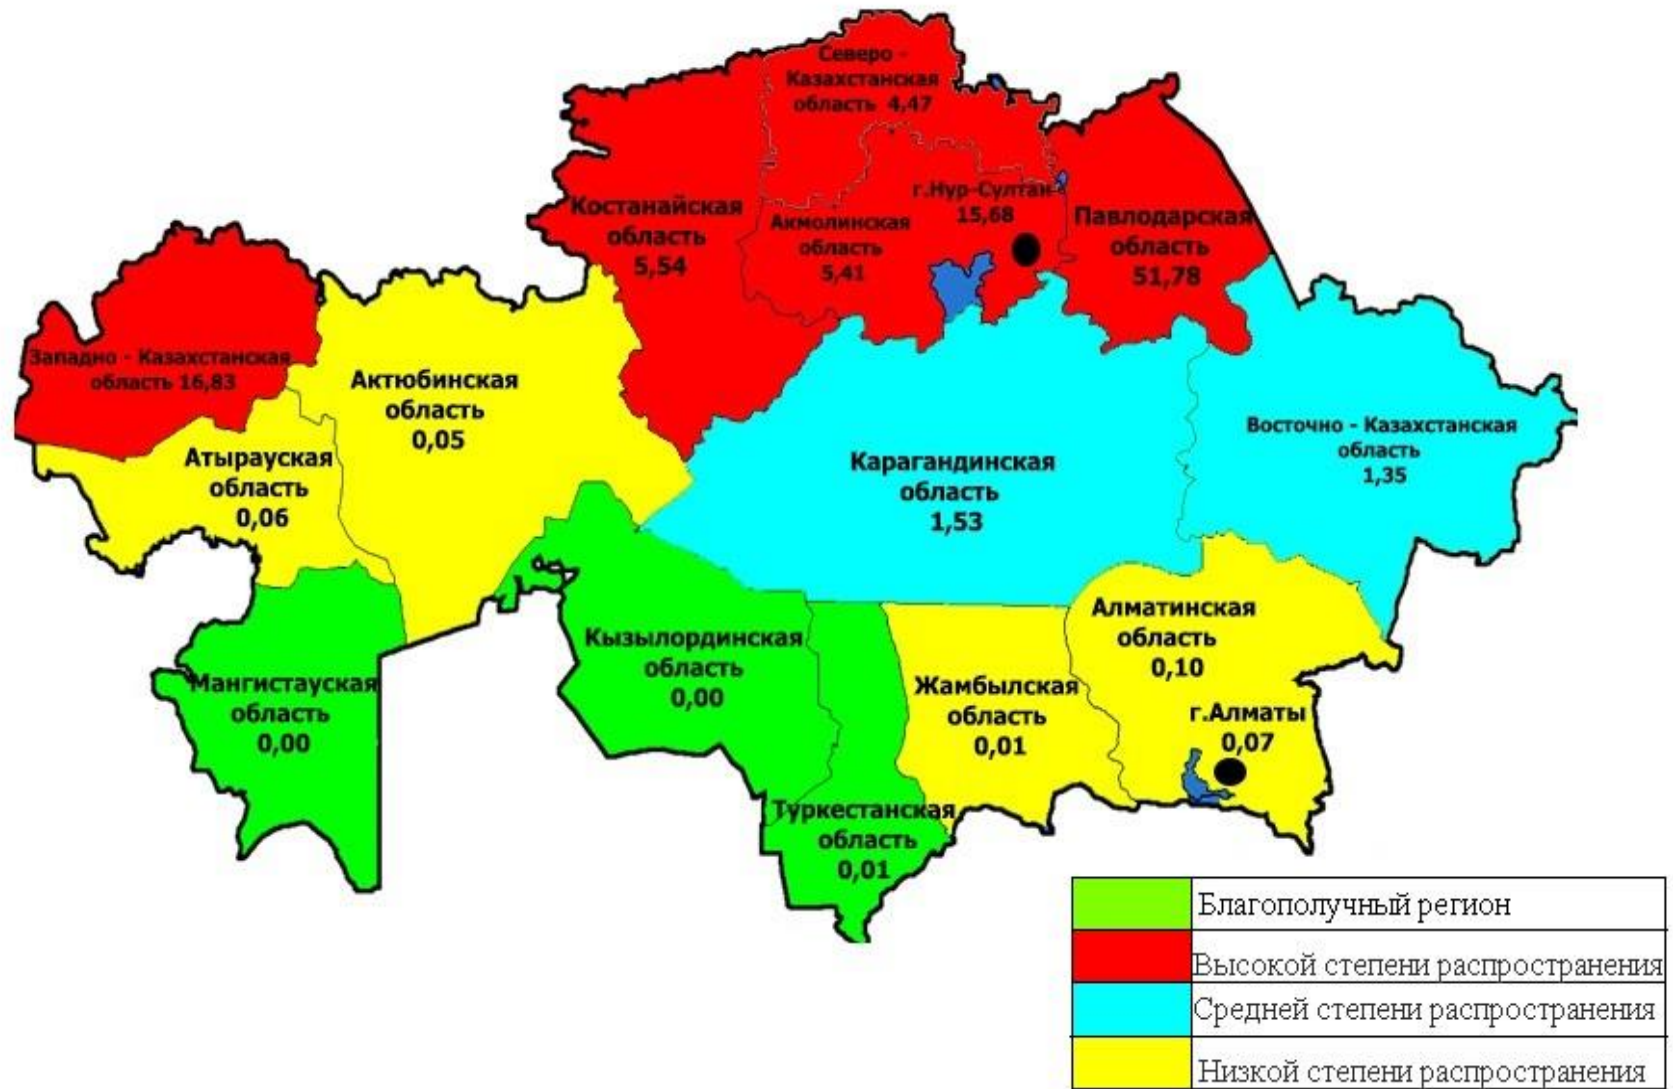 Северо -
Казахстанская
область 4,47
Костанайская
область
5,54
Акмолинская
область
5,41
г.Нур-Султан
15,68
Павлодарская
область
51,78
Западно - Казахстанская
область 16,83
Актюбинская
область
0,05
Атырауская
область
0,06
Карагандинская
область
1,53
Восточно - Казахстанская
область
1,35
Мангистауская
область
0,00
Кызылординская
область
0,00
Туркестанская
область
0,01
Жамбылская
область
0,01
Алматинская
область
0,10
г.Алматы
0,07
Благополучный регион
Высокой степени распространения
Средней степени распространения
Низкой степени распространения